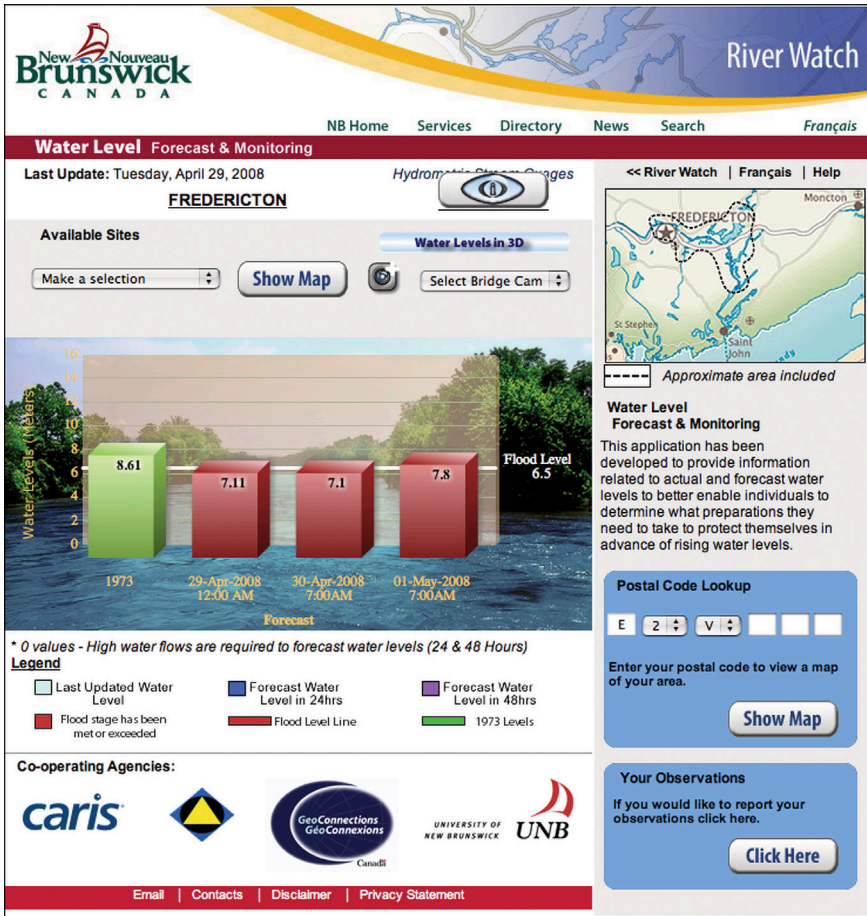 New Nouveau
Brunswick
CANADA
River Watch
NB Home Services Directory News Search Français
Water Level Forecast & Monitoring
Last Update: Tuesday, April 29, 2008
Hydrometric Stream Guages
FREDERICTON
Available Sites
Water Levels in 3D
Make a selection
Show Map
Select Bridge Cam
<< River Watch | Français | Help
FREDERICTON
Moncton
St Stephen
Saint
John
ndy
Approximate area included
Water Level
Forecast & Monitoring
This application has been
developed to provide information
related to actual and forecast water
levels to better enable individuals to
determine what preparations they
need to take to protect themselves in
advance of rising water levels.
Water Levels (Meters)
16
14
12
10
8
6
4
2
0
8.61
7.11
7.1
7.8
Flood Level
6.5
1973
29-Apr-2008
12:00 AM
30-Apr-2008
7:00AM
01-May-2008
7:00AM
Forecast
* 0 values - High water flows are required to forecast water levels (24 & 48 Hours)
Legend
Last Updated Water
Level
Forecast Water
Level in 24hrs
Forecast Water
Level in 48hrs
Flood stage has been
met or exceeded
Flood Level Line
1973 Levels
Postal Code Lookup
E 2 V
Enter your postal code to view a map
of your area.
Show Map
Your Observations
If you would like to report your
observations click here.
Click Here
Co-operating Agencies:
caris
GeoConnections
GéoConnexions
Canada
UNIVERSITY OF
NEW BRUNSWICK
UNB
Email | Contacts | Disclaimer | Privacy Statement